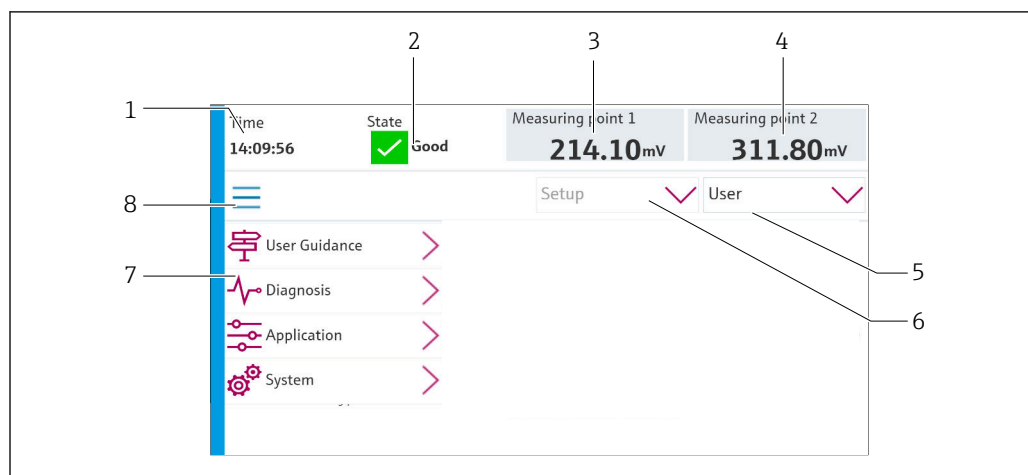 2 3 4
1 Time State Measuring point 1 Measuring point 2
14:09:56 Good 214.10mV 311.80mV
8 Setup User
User Guidance
7 Diagnosis 5
Application 6
System